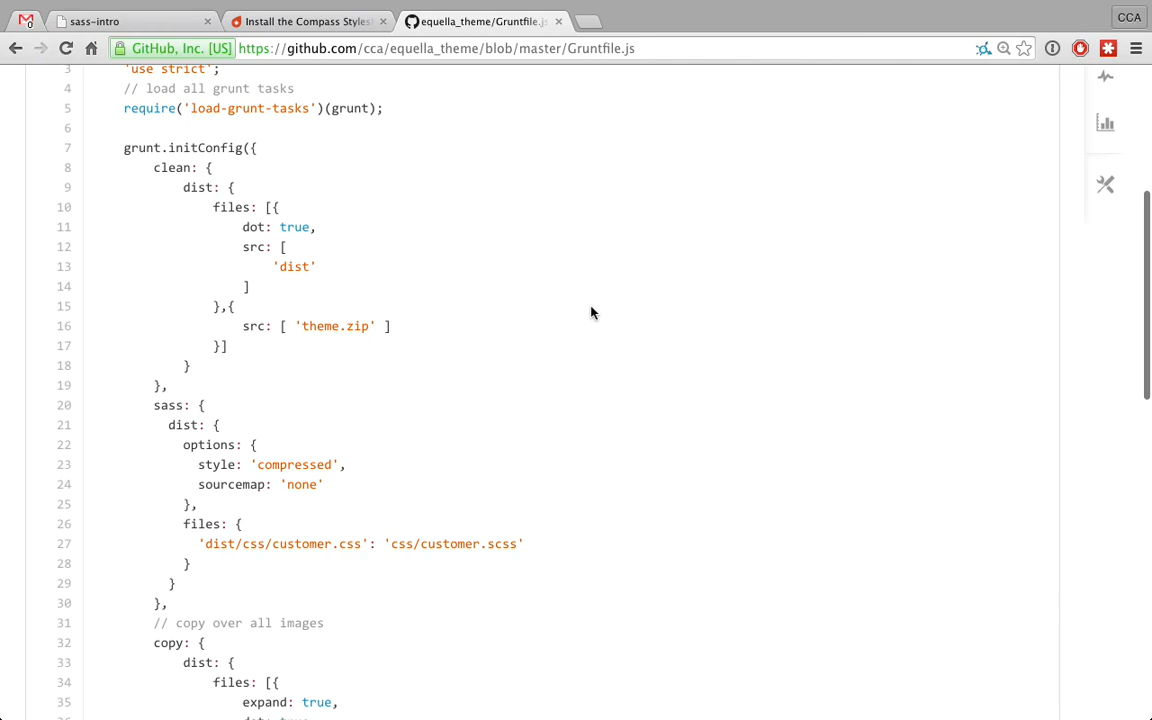 sass-intro
Install the Compass Styles
equella_theme/Gruntfile.j
CCA
GitHub, Inc. [US] https://github.com/cca/equella_theme/blob/master/Gruntfile.js
3 'use strict';
4 // load all grunt tasks
5 require('load-grunt-tasks')(grunt);
6
7 grunt.initConfig({
8 clean: {
9 dist: {
10 files: [{
11 dot: true,
12 src: [
13 'dist'
14 ]
15 },{
16 src: [ 'theme.zip' ]
17 }]
18 }
19 },
20 sass: {
21 dist: {
22 options: {
23 style: 'compressed',
24 sourcemap: 'none'
25 },
26 files: {
27 'dist/css/customer.css': 'css/customer.scss'
28 }
29 }
30 },
31 // copy over all images
32 copy: {
33 dist: {
34 files: [{
35 expand: true,